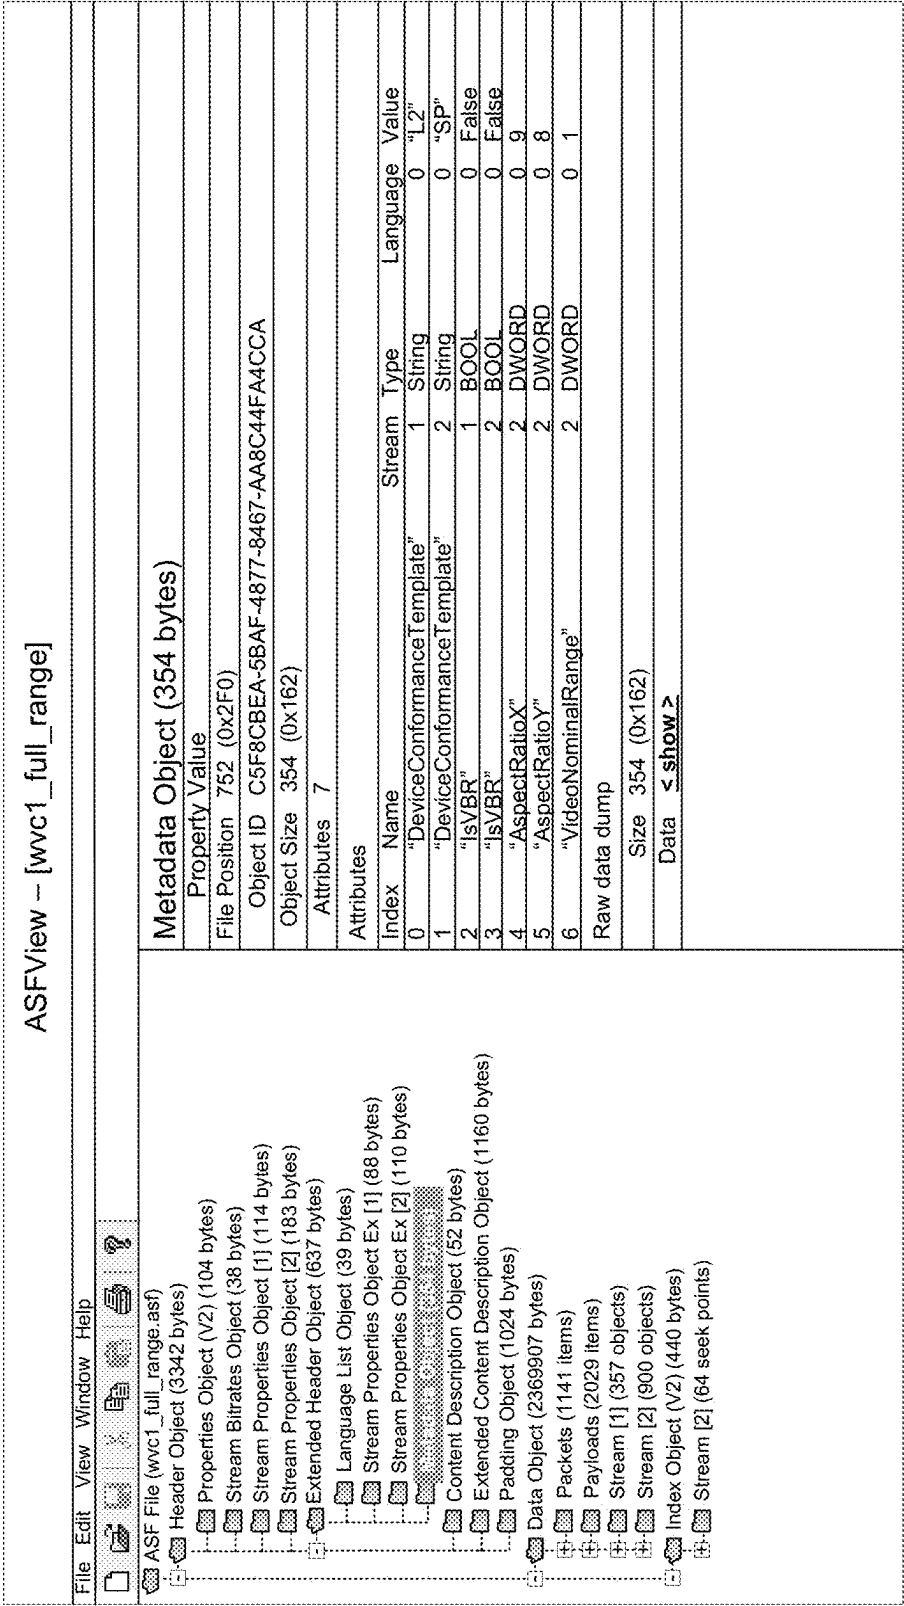 ASFView – [wvc1_full_range]
File Edit View Window Help
ASF File (wvc1_full_range.asf)
Header Object (3342 bytes)
Properties Object (V2) (104 bytes)
Stream Bitrates Object (38 bytes)
Stream Properties Object [1] (114 bytes)
Stream Properties Object [2] (183 bytes)
Extended Header Object (637 bytes)
Language List Object (39 bytes)
Stream Properties Object Ex [1] (88 bytes)
Stream Properties Object Ex [2] (110 bytes)
Content Description Object (52 bytes)
Extended Content Description Object (1160 bytes)
Padding Object (1024 bytes)
Data Object (2369907 bytes)
Packets (1141 items)
Payloads (2029 items)
Stream [1] (357 objects)
Stream [2] (900 objects)
Index Object (V2) (440 bytes)
Stream [2] (64 seek points)
Metadata Object (354 bytes)
Property Value
File Position 752 (0x2F0)
Object ID C5F8CBEA-5BAF-4877-8467-AA8C44FA4CCA
Object Size 354 (0x162)
Attributes 7
Attributes
Index Name Stream Type Language Value
0 "DeviceConformanceTemplate" 1 String 0 "L2"
1 "DeviceConformanceTemplate" 2 String 0 "SP"
2 "IsVBR" 1 BOOL 0 False
3 "IsVBR" 2 BOOL 0 False
4 "AspectRatioX" 2 DWORD 0 9
5 "AspectRatioY" 2 DWORD 0 8
6 "VideoNominalRange" 2 DWORD 0 1
Raw data dump
Size 354 (0x162)
Data < show >